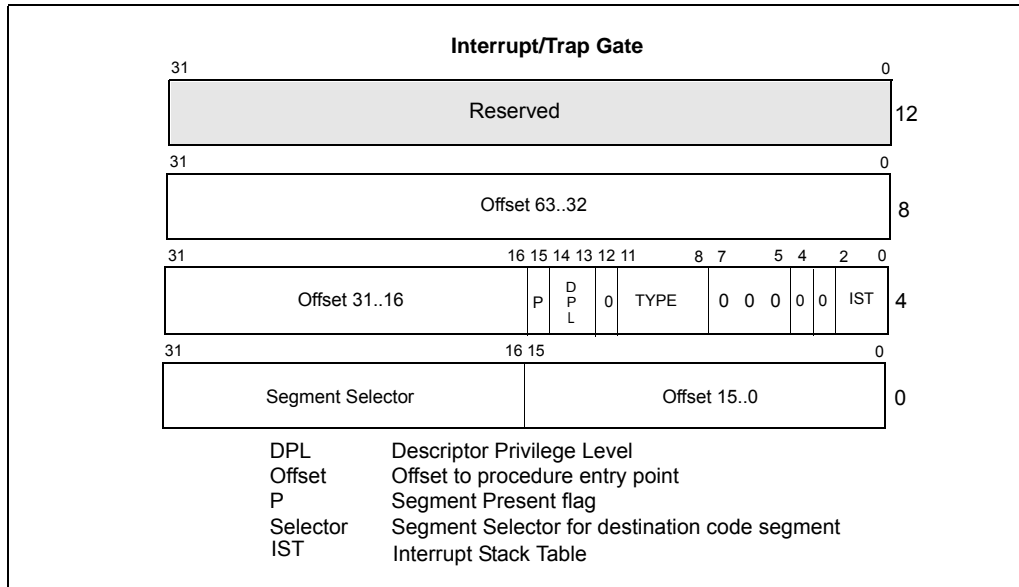 Interrupt/Trap Gate
31 0
Reserved 12
31 0
Offset 63..32 8
31 16 15 14 13 12 11 8 7 5 4 2 0
Offset 31..16 P D P L 0 TYPE 0 0 0 0 0 IST 4
31 16 15 0
Segment Selector Offset 15..0 0
DPL Descriptor Privilege Level
Offset Offset to procedure entry point
P Segment Present flag
Selector Segment Selector for destination code segment
IST Interrupt Stack Table